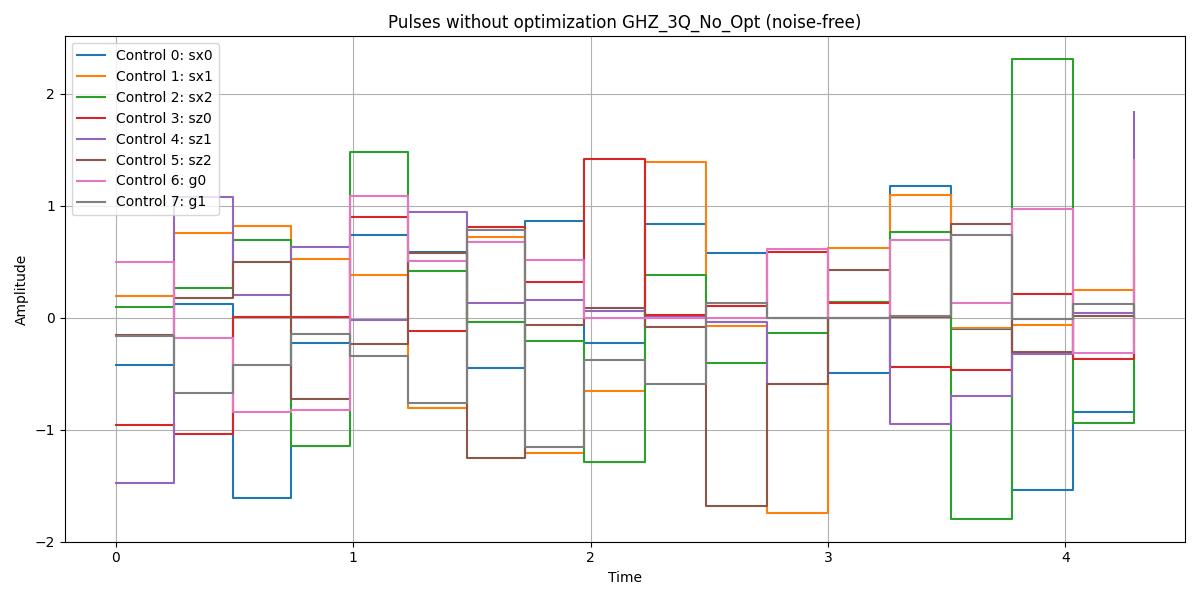 Pulses without optimization GHZ_3Q_No_Opt (noise-free)
Control 0: sx0
Control 1: sx1
Control 2: sx2
Control 3: sz0
Control 4: sz1
Control 5: sz2
Control 6: g0
Control 7: g1
Amplitude
2
1
0
−1
−2
0 1 2 3 4
Time